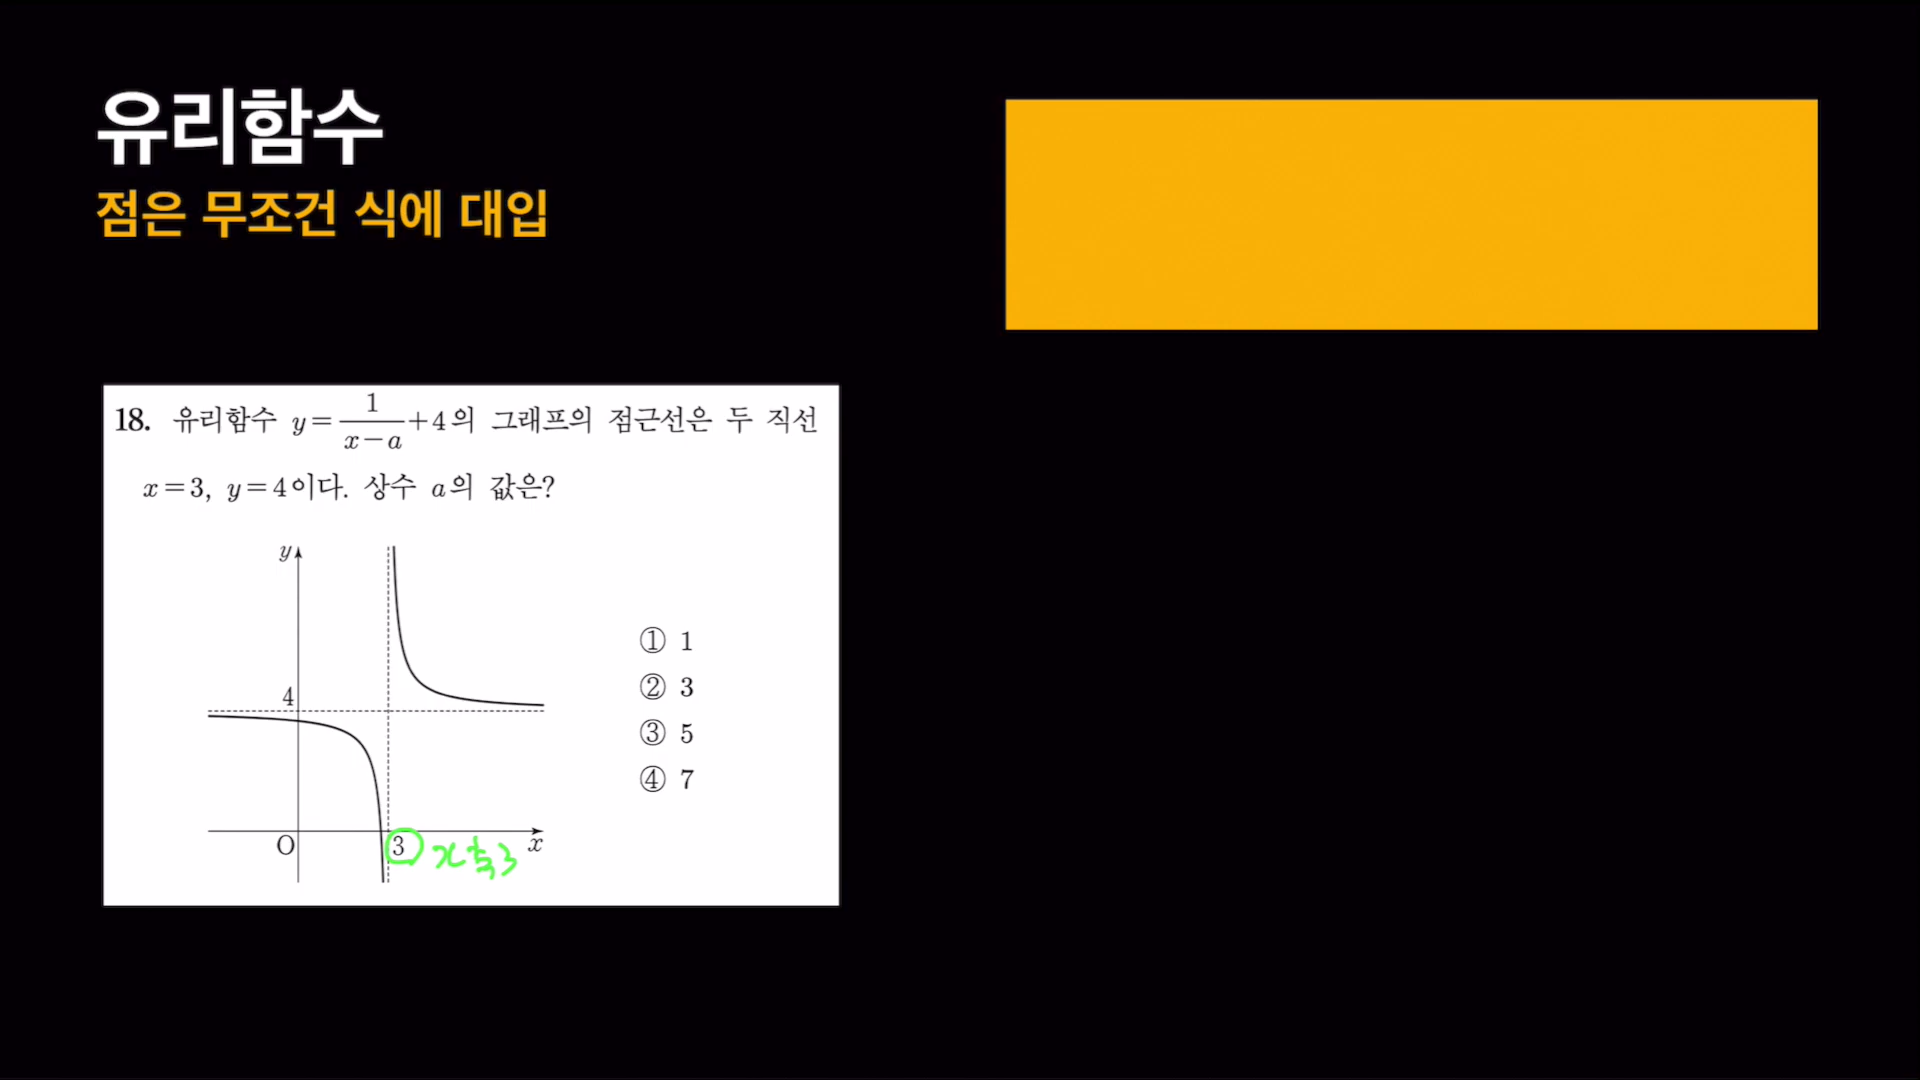 유리함수
점은 무조건 식에 대입
18. 유리함수 y=1/(x-a)+4의 그래프의 점근선은 두 직선
x=3, y=4이다. 상수 a의 값은?
y
4
O
3
x≠3
x
① 1
② 3
③ 5
④ 7